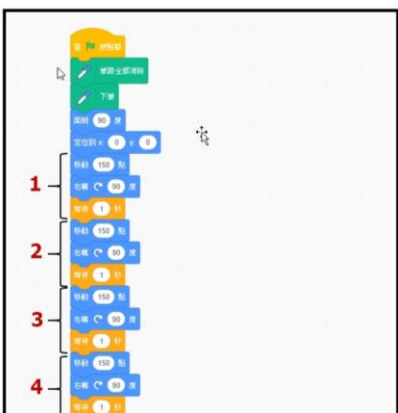 當 被點擊
筆跡全部清除
下筆
面朝 90 度
定位到 x: 0 y: 0
1
移動 150 點
右轉 90 度
等待 1 秒
2
移動 150 點
右轉 90 度
等待 1 秒
3
移動 150 點
右轉 90 度
等待 1 秒
4
移動 150 點
右轉 90 度
等待 1 秒